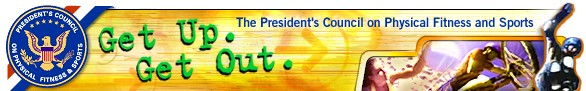 PRESIDENT'S COUNCIL
ON PHYSICAL FITNESS & SPORTS
The President's Council on Physical Fitness and Sports
Get Up.
Get Out.